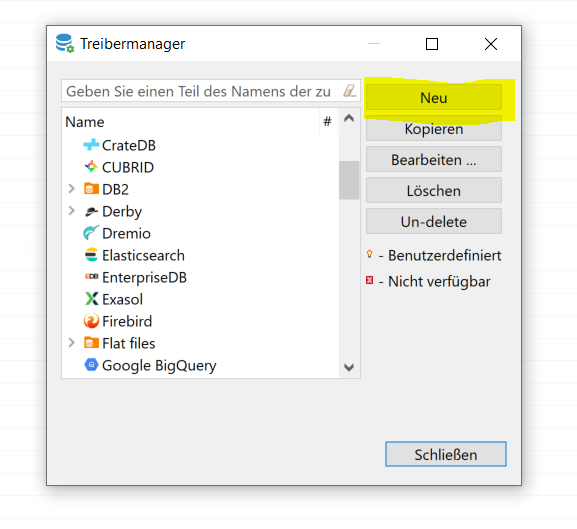 Treibermanager
Geben Sie einen Teil des Namens der zu
Neu
Name #
Kopieren
CrateDB
CUBRID
Bearbeiten ...
DB2
Löschen
Derby
Un-delete
Dremio
Elasticsearch
- Benutzerdefiniert
EnterpriseDB
- Nicht verfügbar
Exasol
Firebird
Flat files
Google BigQuery
Schließen